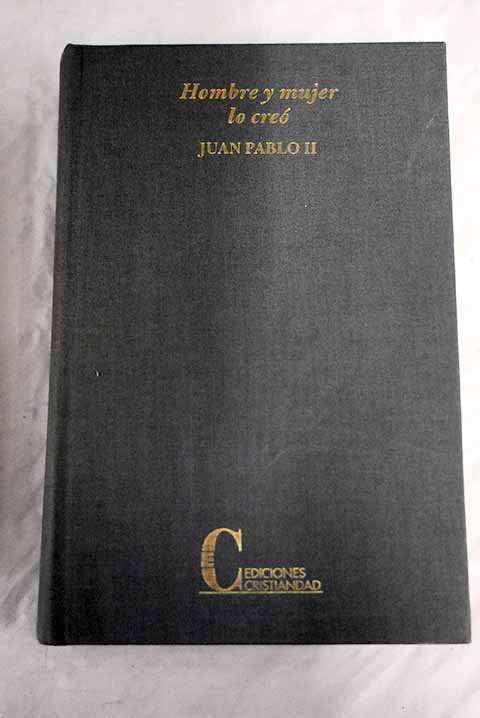 Hombre y mujer
lo creó
JUAN PABLO II
C EDICIONES
CRISTIANDAD